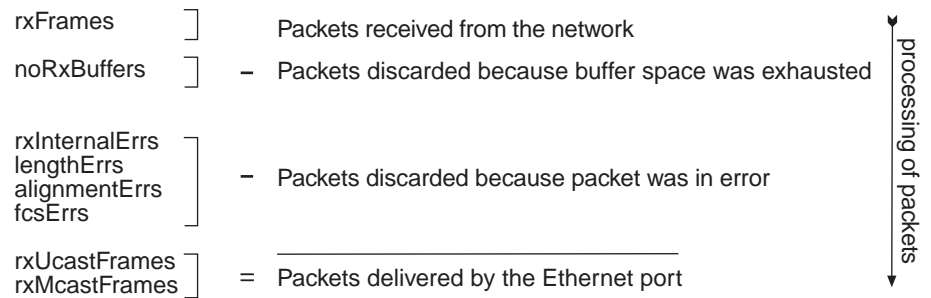 rxFrames
Packets received from the network
noRxBuffers
– Packets discarded because buffer space was exhausted
rxInternalErrs
lengthErrs
alignmentErrs
fcsErrs
– Packets discarded because packet was in error
rxUcastFrames
rxMcastFrames
= Packets delivered by the Ethernet port
processing of packets